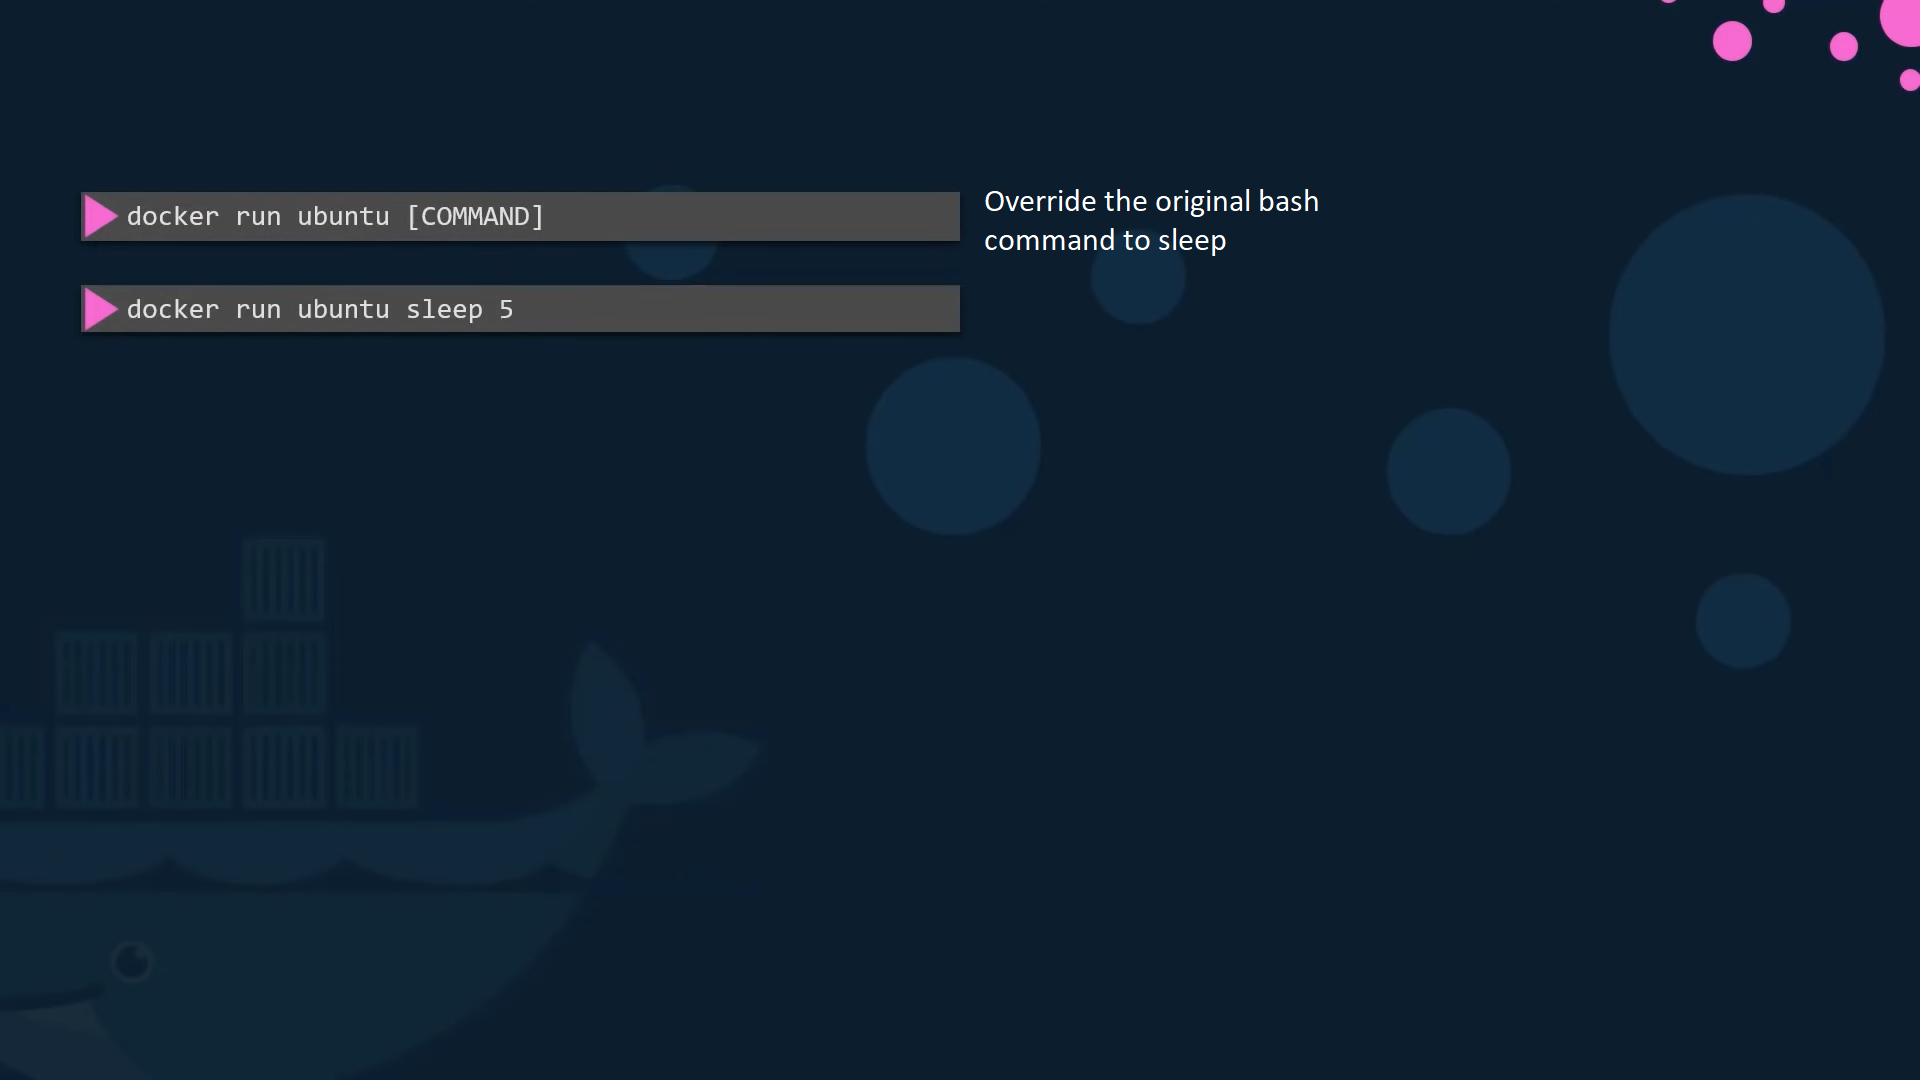 docker run ubuntu [COMMAND]
Override the original bash
command to sleep
docker run ubuntu sleep 5